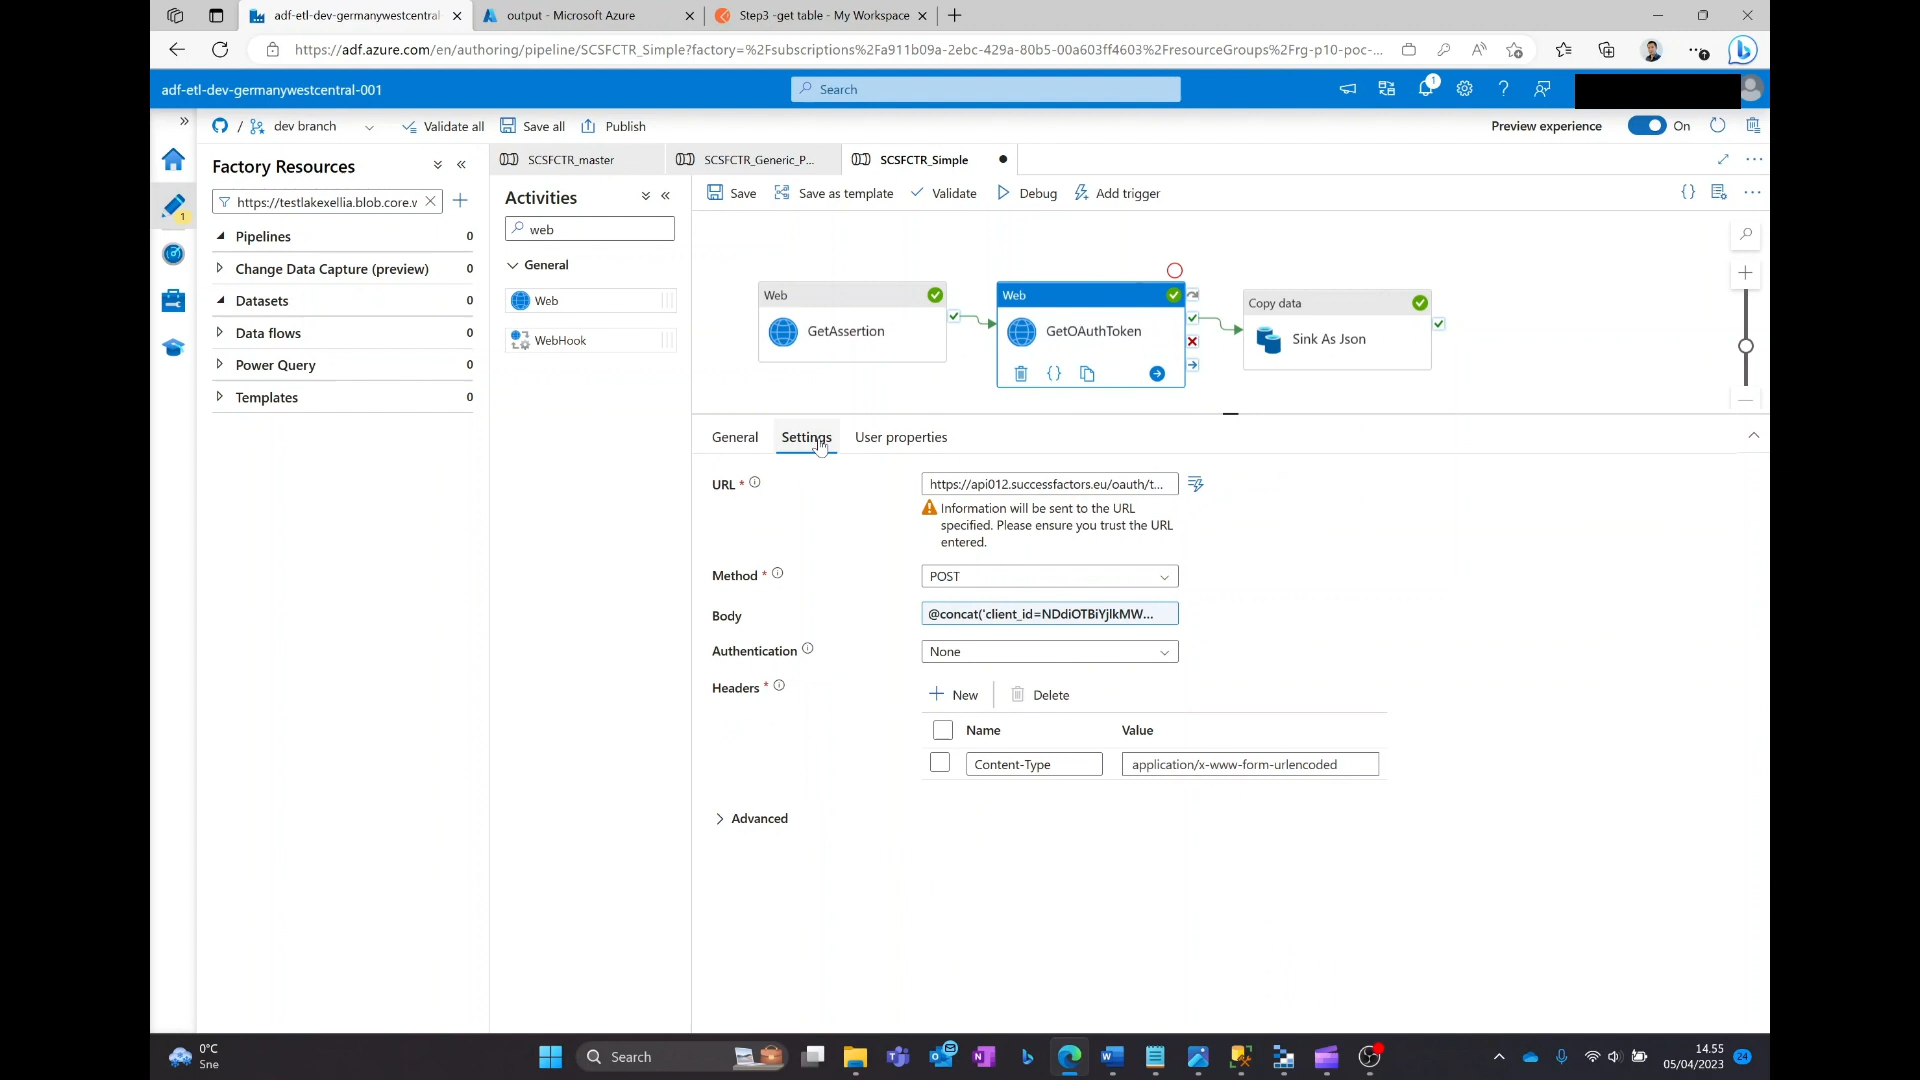 adf-etl-dev-germanywestcentral
output - Microsoft Azure
Step3 -get table - My Workspace
https://adf.azure.com/en/authoring/pipeline/SCSFCTR_Simple?factory=%2Fsubscriptions%2Fa911b09a-2ebc-429a-80b5-00a603ff4603%2FresourceGroups%2Frg-p10-poc-...
adf-etl-dev-germanywestcentral-001
Search
1
/ dev branch
Validate all
Save all
Publish
Preview experience
On
Factory Resources
SCSFCTR_master
SCSFCTR_Generic_P...
SCSFCTR_Simple
https://testlakexellia.blob.core.v
1
Activities
Save
Save as template
Validate
Debug
Add trigger
web
Pipelines 0
Change Data Capture (preview) 0
Datasets 0
Data flows 0
Power Query 0
Templates 0
General
Web
WebHook
Web
GetAssertion
Web
GetOAuthToken
Copy data
Sink As Json
General
Settings
User properties
URL *
https://api012.successfactors.eu/oauth/t...
Information will be sent to the URL
specified. Please ensure you trust the URL
entered.
Method *
POST
Body
@concat('client_id=NDdiOTBiYjlkMW...
Authentication
None
Headers *
New
Delete
Name
Value
Content-Type
application/x-www-form-urlencoded
Advanced
0°C
Sne
Search
14.55
05/04/2023
24